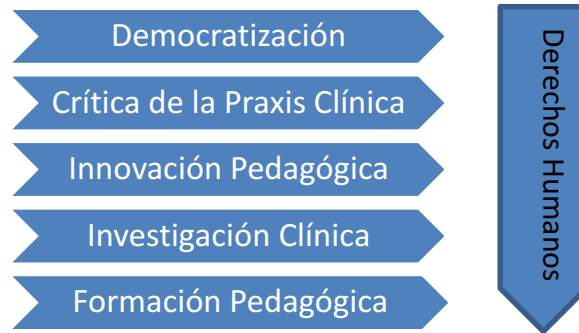 Democratización
Crítica de la Praxis Clínica
Innovación Pedagógica
Investigación Clínica
Formación Pedagógica
Derechos Humanos